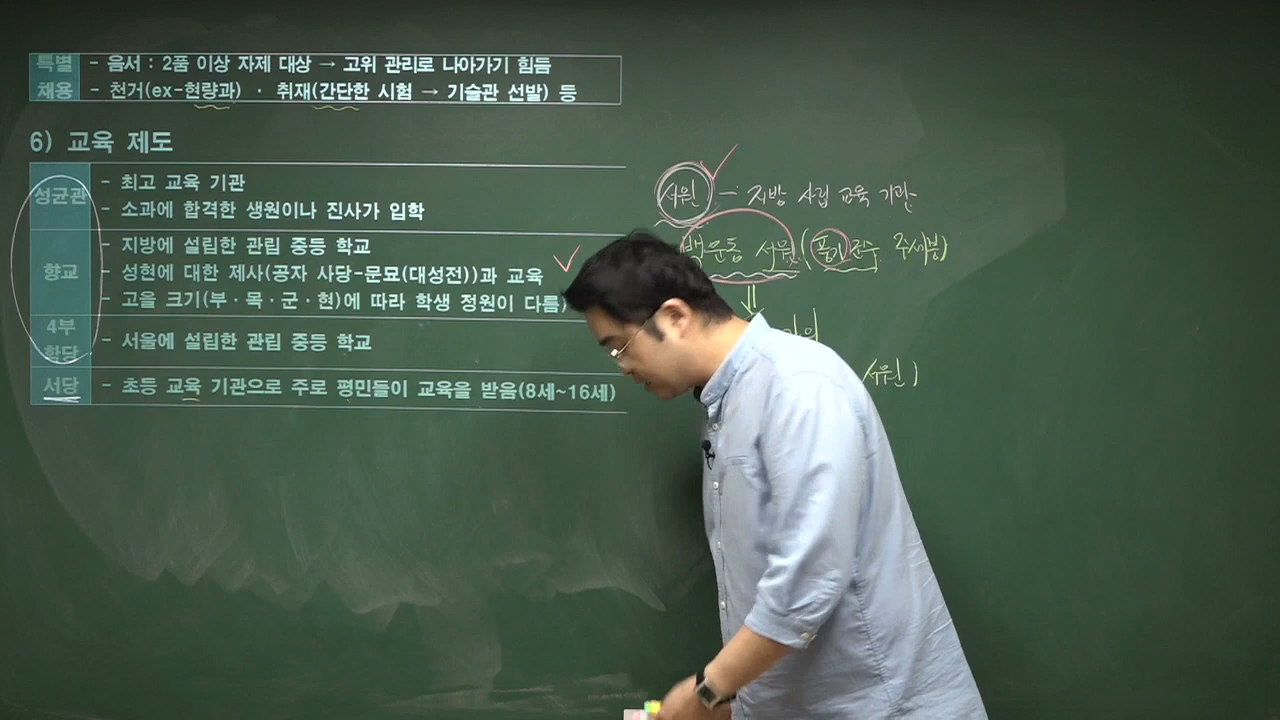 특별 - 음서 : 2품 이상 자제 대상 → 고위 관리로 나아가기 힘듬
채용 - 천거(ex-현량과) · 취재(간단한 시험 → 기술관 선발) 등
6) 교육 제도
성균관
- 최고 교육 기관
- 소과에 합격한 생원이나 진사가 입학
향교
- 지방에 설립한 관립 중등 학교
- 성현에 대한 제사(공자 사당-문묘(대성전))과 교육
- 고을 크기(부·목·군·현)에 따라 학생 정원이 다름)
4부
학당
- 서울에 설립한 관립 중등 학교
서당 - 초등 교육 기관으로 주로 평민들이 교육을 받음(8세~16세)
서원 - 지방 사립 교육 기관
백운동 서원(풍기군수 주세붕)
⇓
서원)